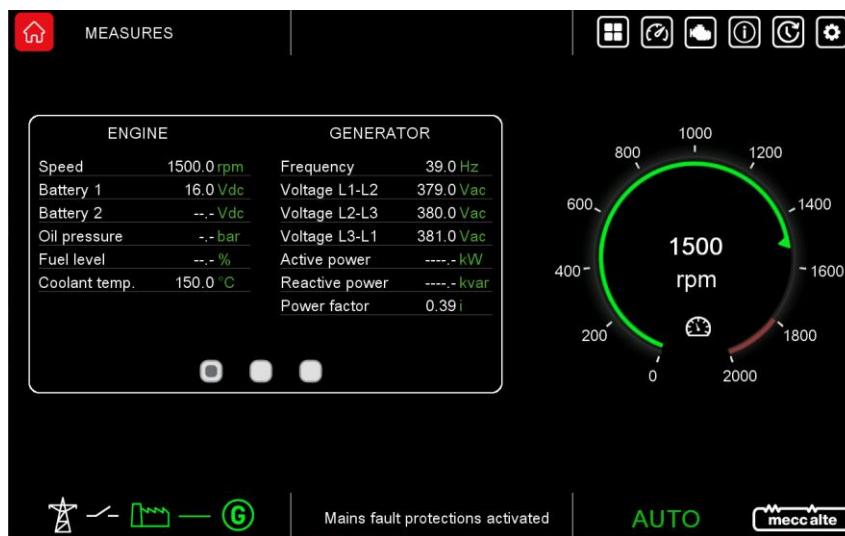 MEASURES
ENGINE GENERATOR
Speed 1500.0 rpm Frequency 39.0 Hz
Battery 1 16.0 Vdc Voltage L1-L2 379.0 Vac
Battery 2 --.- Vdc Voltage L2-L3 380.0 Vac
Oil pressure -.- bar Voltage L3-L1 381.0 Vac
Fuel level --.- % Active power ----.- kW
Coolant temp. 150.0 °C Reactive power ----.- kvar
Power factor 0.39 i
0
200
400
600
800
1000
1200
1400
1600
1800
2000
1500
rpm
G
Mains fault protections activated
AUTO
mecc alte